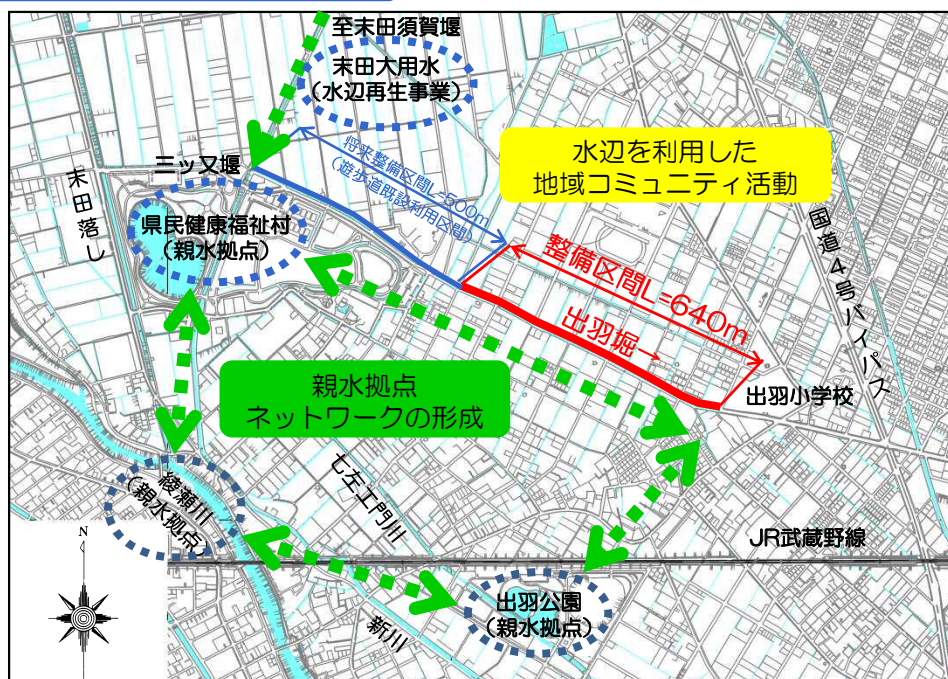 至末田須賀堰
末田大用水
(水辺再生事業)
水辺を利用した
地域コミュニティ活動
将来整備区間L=500m
(遊歩道既設利用区間)
三ッ又堰
末田落し
県民健康福祉村
(親水拠点)
国道4号バイパス
整備区間L=640m
出羽堀→
出羽小学校
親水拠点
ネットワークの形成
七左エ門川
綾瀬川
(親水拠点)
JR武蔵野線
N
出羽公園
(親水拠点)
新川